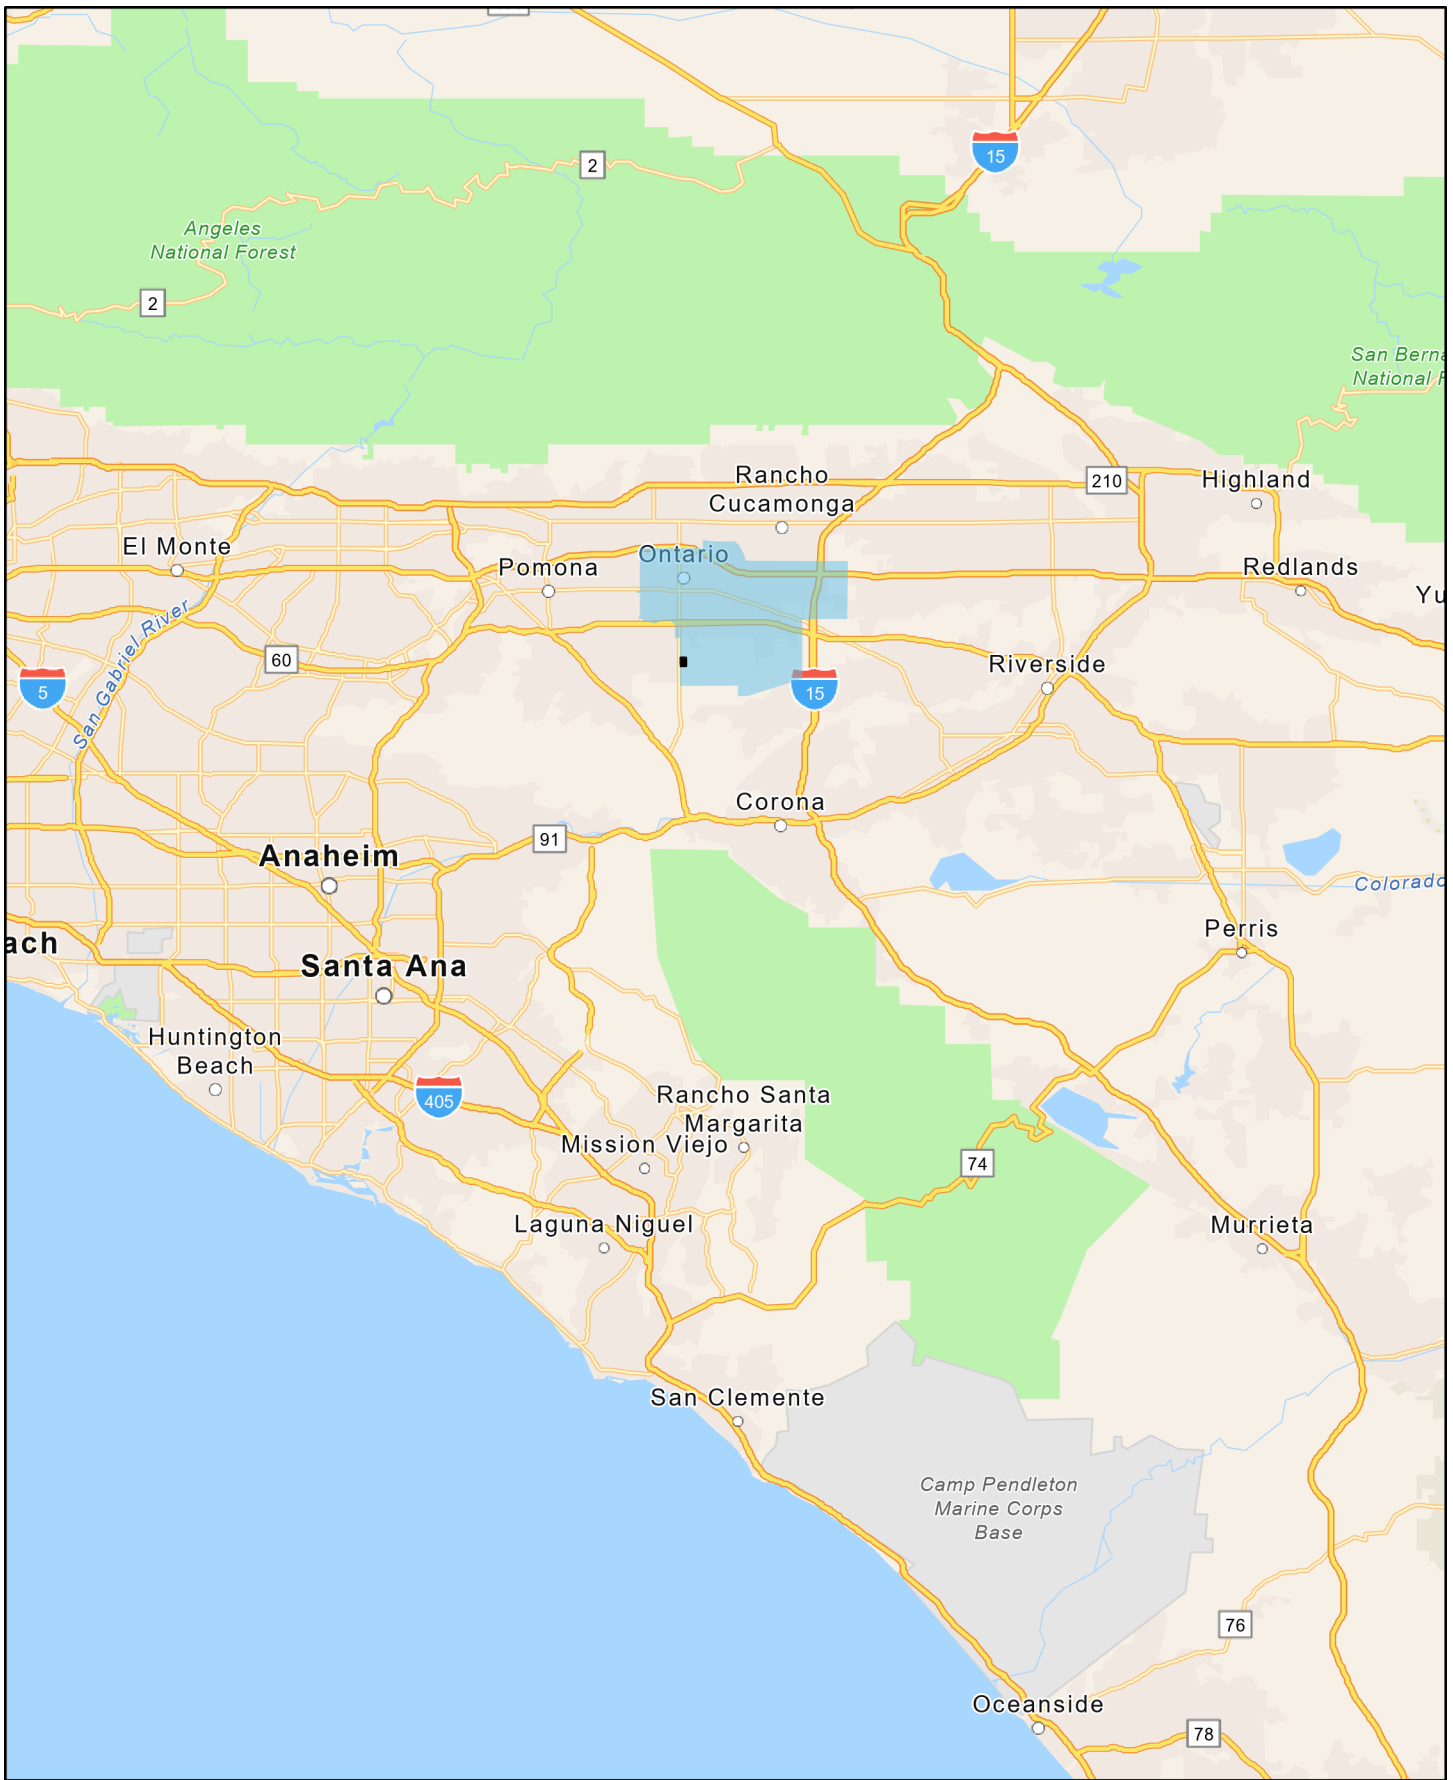 15
2
Angeles
National Forest
2
San Berna
National F
Rancho
Cucamonga
210
Highland
El Monte
Ontario
Pomona
Redlands
Yu
San Gabriel River
60
Riverside
5
15
Corona
91
Anaheim
Colorado
Perris
ach
Santa Ana
Huntington
Beach
405
Rancho Santa
Margarita
Mission Viejo
74
Laguna Niguel
Murrieta
San Clemente
Camp Pendleton
Marine Corps
Base
76
Oceanside
78